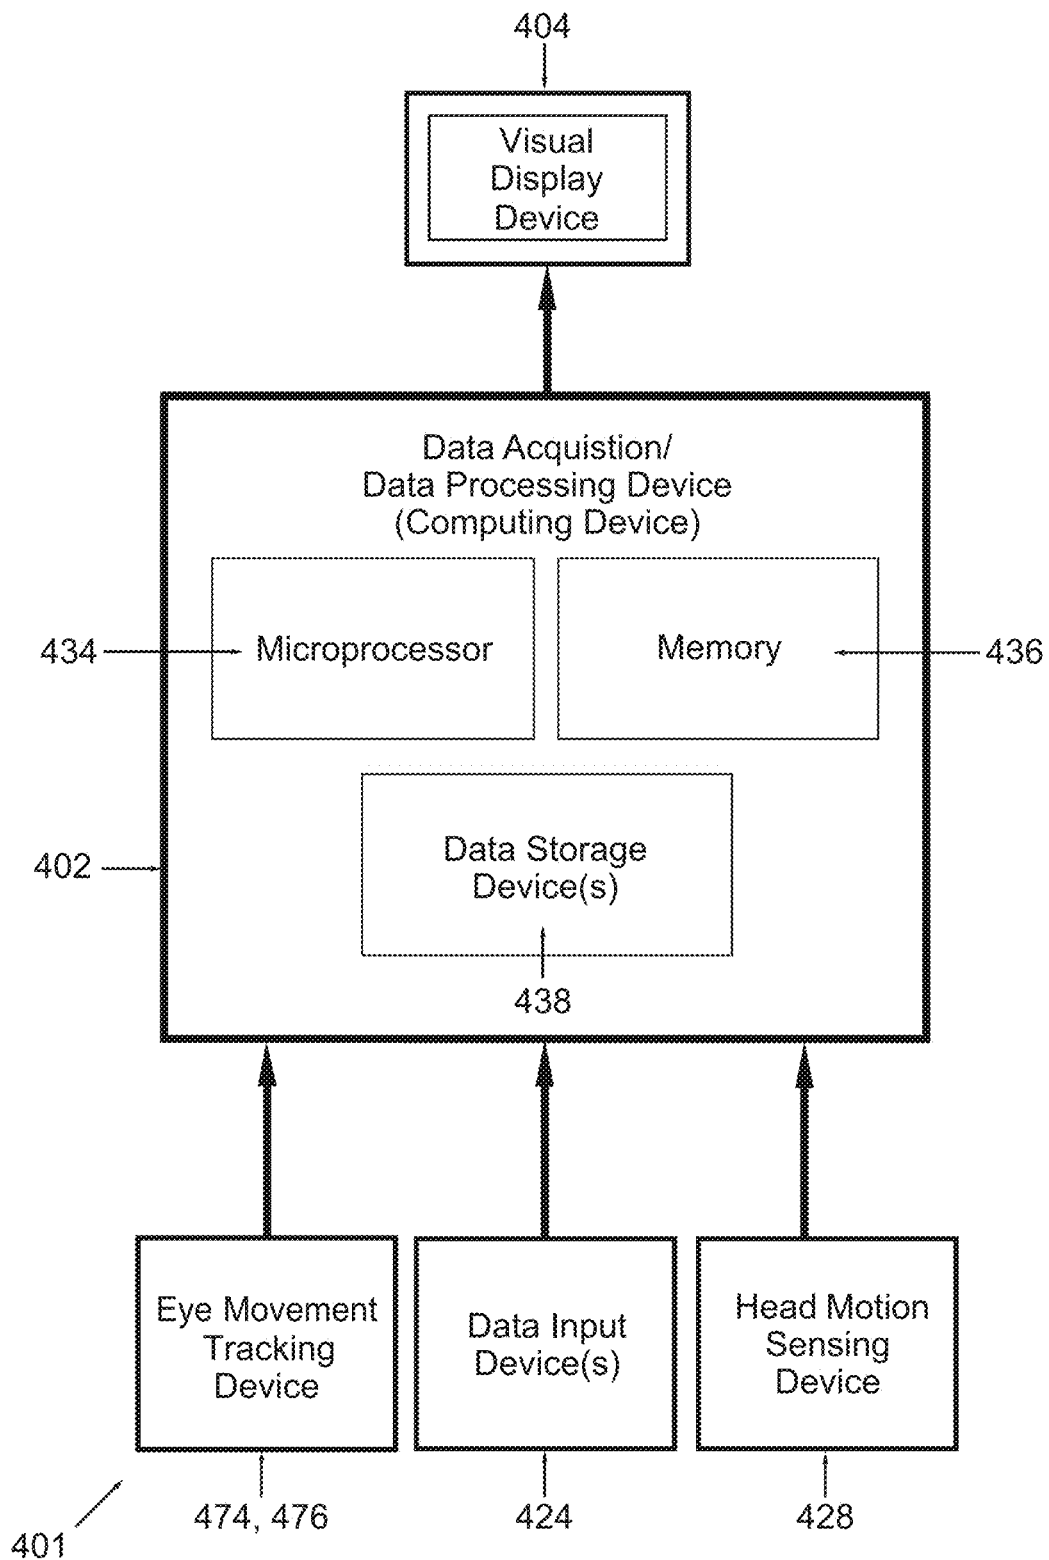 404
Visual
Display
Device
Data Acquistion/
Data Processing Device
(Computing Device)
434
Microprocessor
Memory
436
402
Data Storage
Device(s)
438
Eye Movement
Tracking
Device
Data Input
Device(s)
Head Motion
Sensing
Device
401
474, 476
424
428